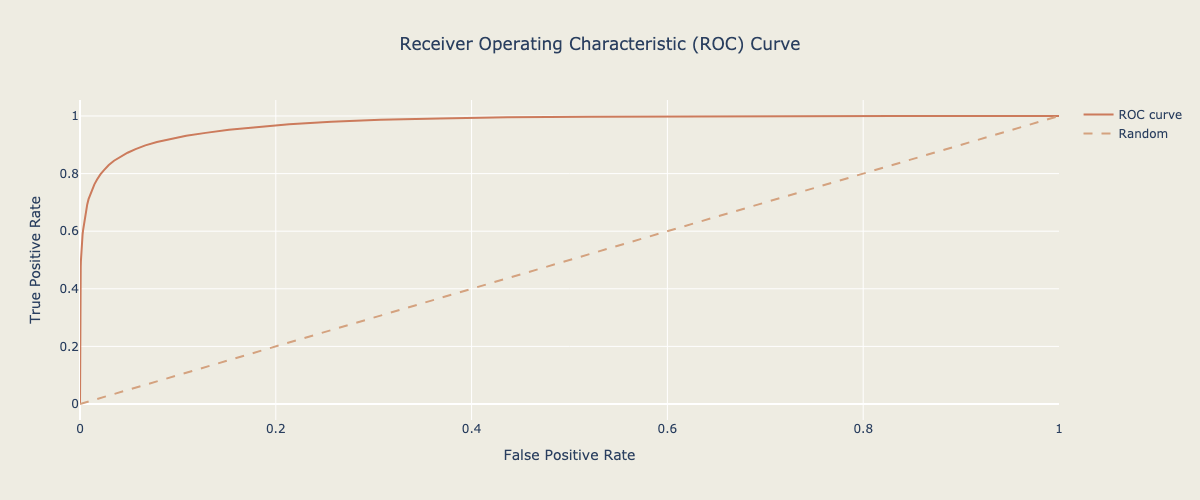 Receiver Operating Characteristic (ROC) Curve
ROC curve
Random
True Positive Rate
1
0.8
0.6
0.4
0.2
0
0
0.2
0.4
0.6
0.8
1
False Positive Rate